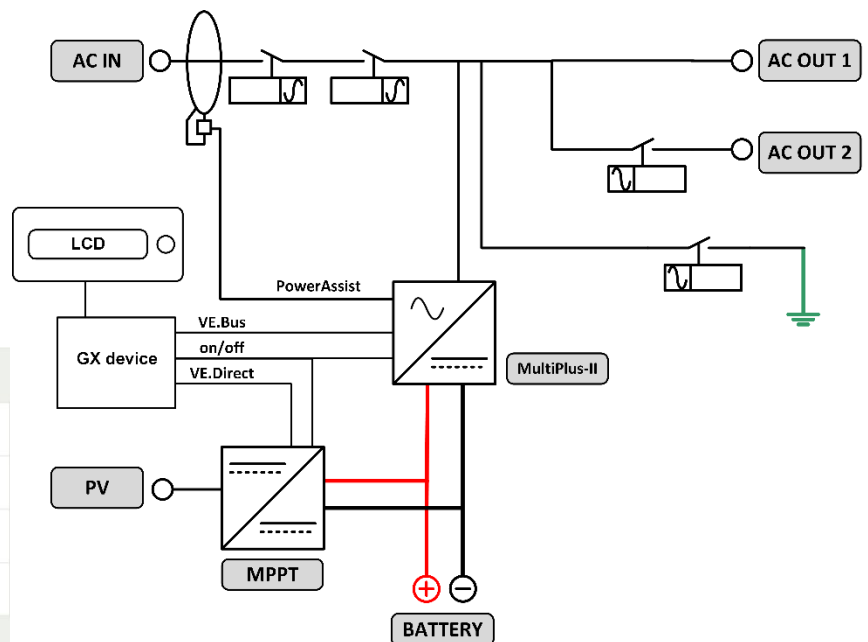 AC IN
AC OUT 1
AC OUT 2
LCD
PowerAssist
VE.Bus
GX device
on/off
VE.Direct
MultiPlus-II
PV
MPPT
BATTERY